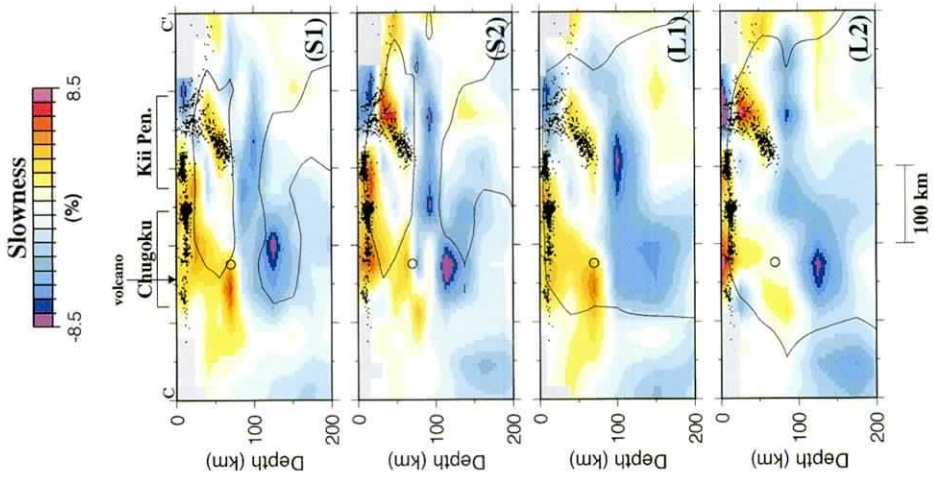 Slowness
-8.5
(%)
8.5
volcano
Chugoku
Kii Pen.
C
C'
0
100
200
Depth (km)
(S1)
0
100
200
Depth (km)
(S2)
0
100
200
Depth (km)
(L1)
0
100
200
Depth (km)
(L2)
100 km